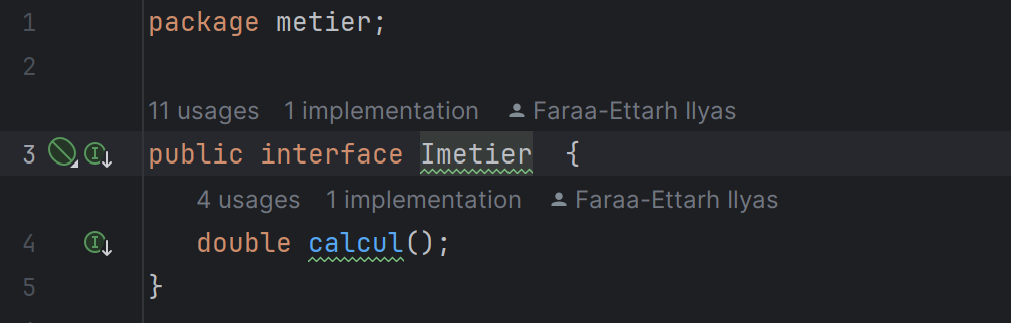 1 package metier;
2
11 usages 1 implementation Faraa-Ettarh Ilyas
3 public interface Imetier {
4 usages 1 implementation Faraa-Ettarh Ilyas
4 double calcul();
5 }